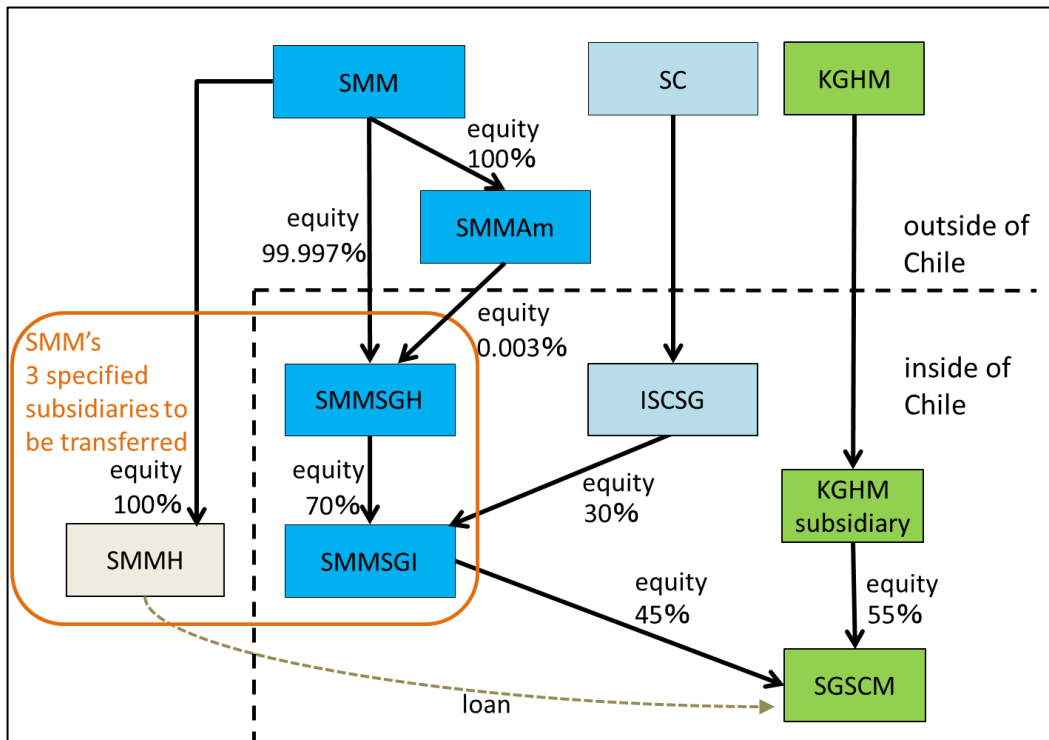 SMM
SC
KGHM
equity
100%
equity
99.997%
SMMAm
outside of
Chile
equity
0.003%
SMM's
3 specified
subsidiaries to
be transferred
inside of
Chile
SMMSGH
ISCSG
equity
100%
equity
70%
equity
30%
KGHM
subsidiary
SMMH
SMMSGI
equity
45%
equity
55%
SGSCM
loan